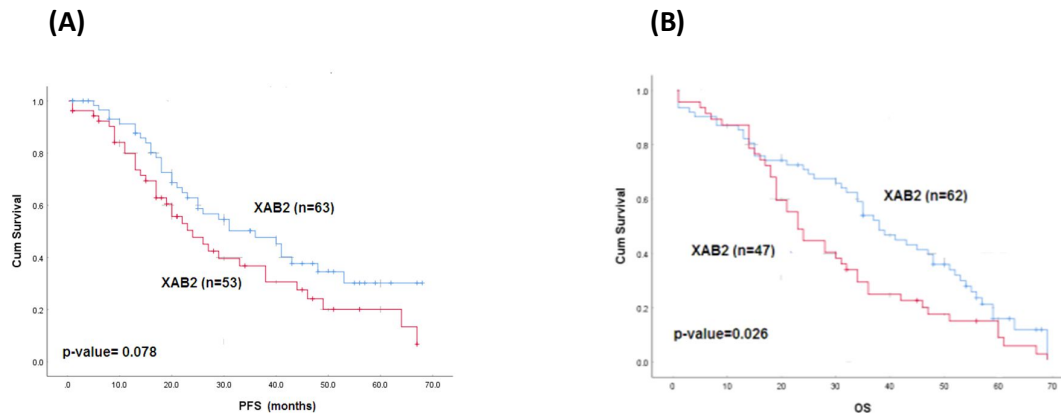 (A)
(B)
Cum Survival
1.0
0.8
0.6
0.4
0.2
0.0
XAB2 (n=63)
XAB2 (n=53)
p-value= 0.078
.0 10.0 20.0 30.0 40.0 50.0 60.0 70.0
PFS (months)
Cum Survival
1.0
0.8
0.6
0.4
0.2
0.0
XAB2 (n=62)
XAB2 (n=47)
p-value=0.026
0 10 20 30 40 50 60 70
OS